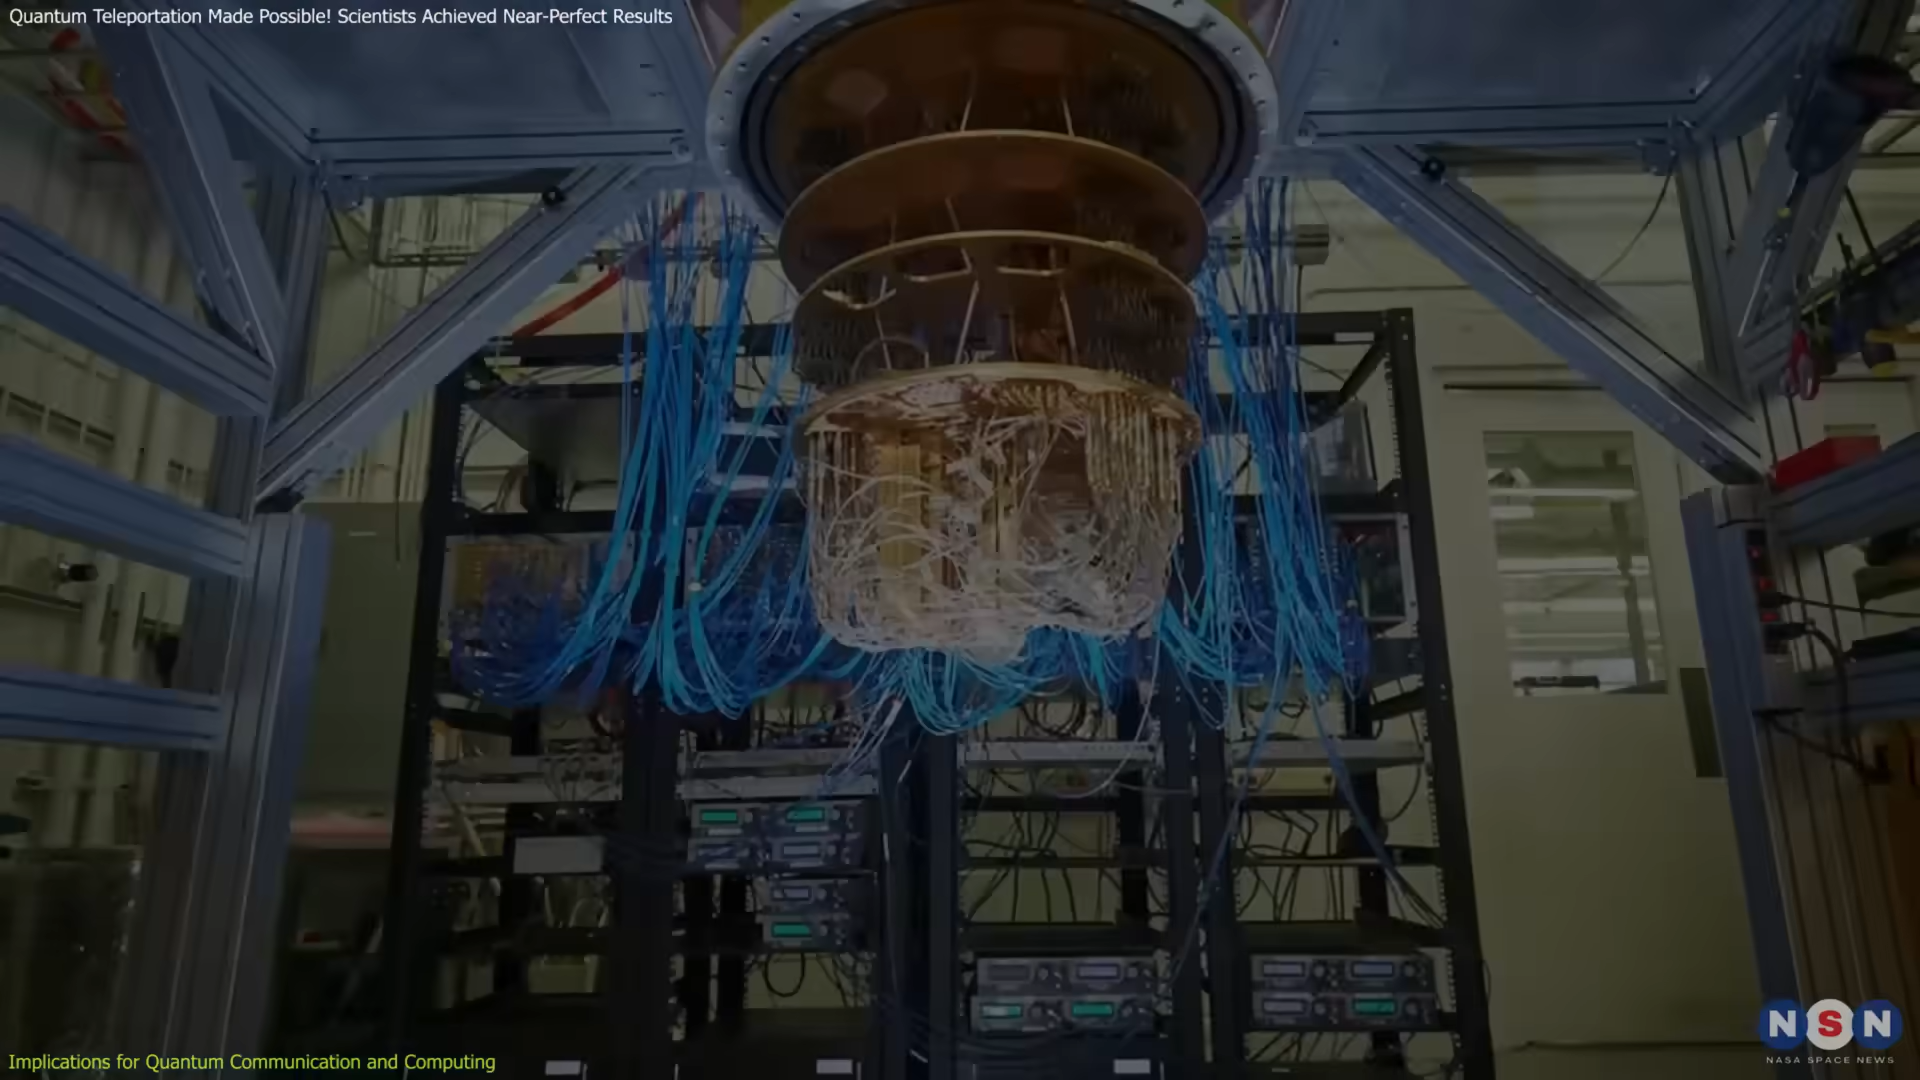 Quantum Teleportation Made Possible! Scientists Achieved Near-Perfect Results
Implications for Quantum Communication and Computing
NSN
NASA SPACE NEWS